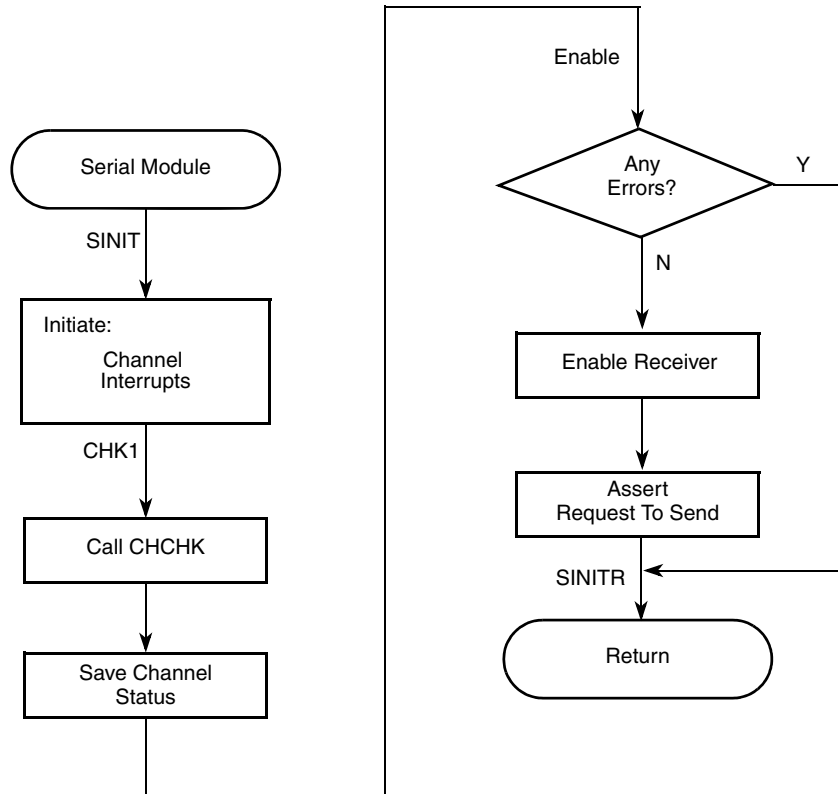 Serial Module
SINIT
Initiate:
Channel
Interrupts
CHK1
Call CHCHK
Save Channel
Status
Enable
Any
Errors?
Y
N
Enable Receiver
Assert
Request To Send
SINITR
Return